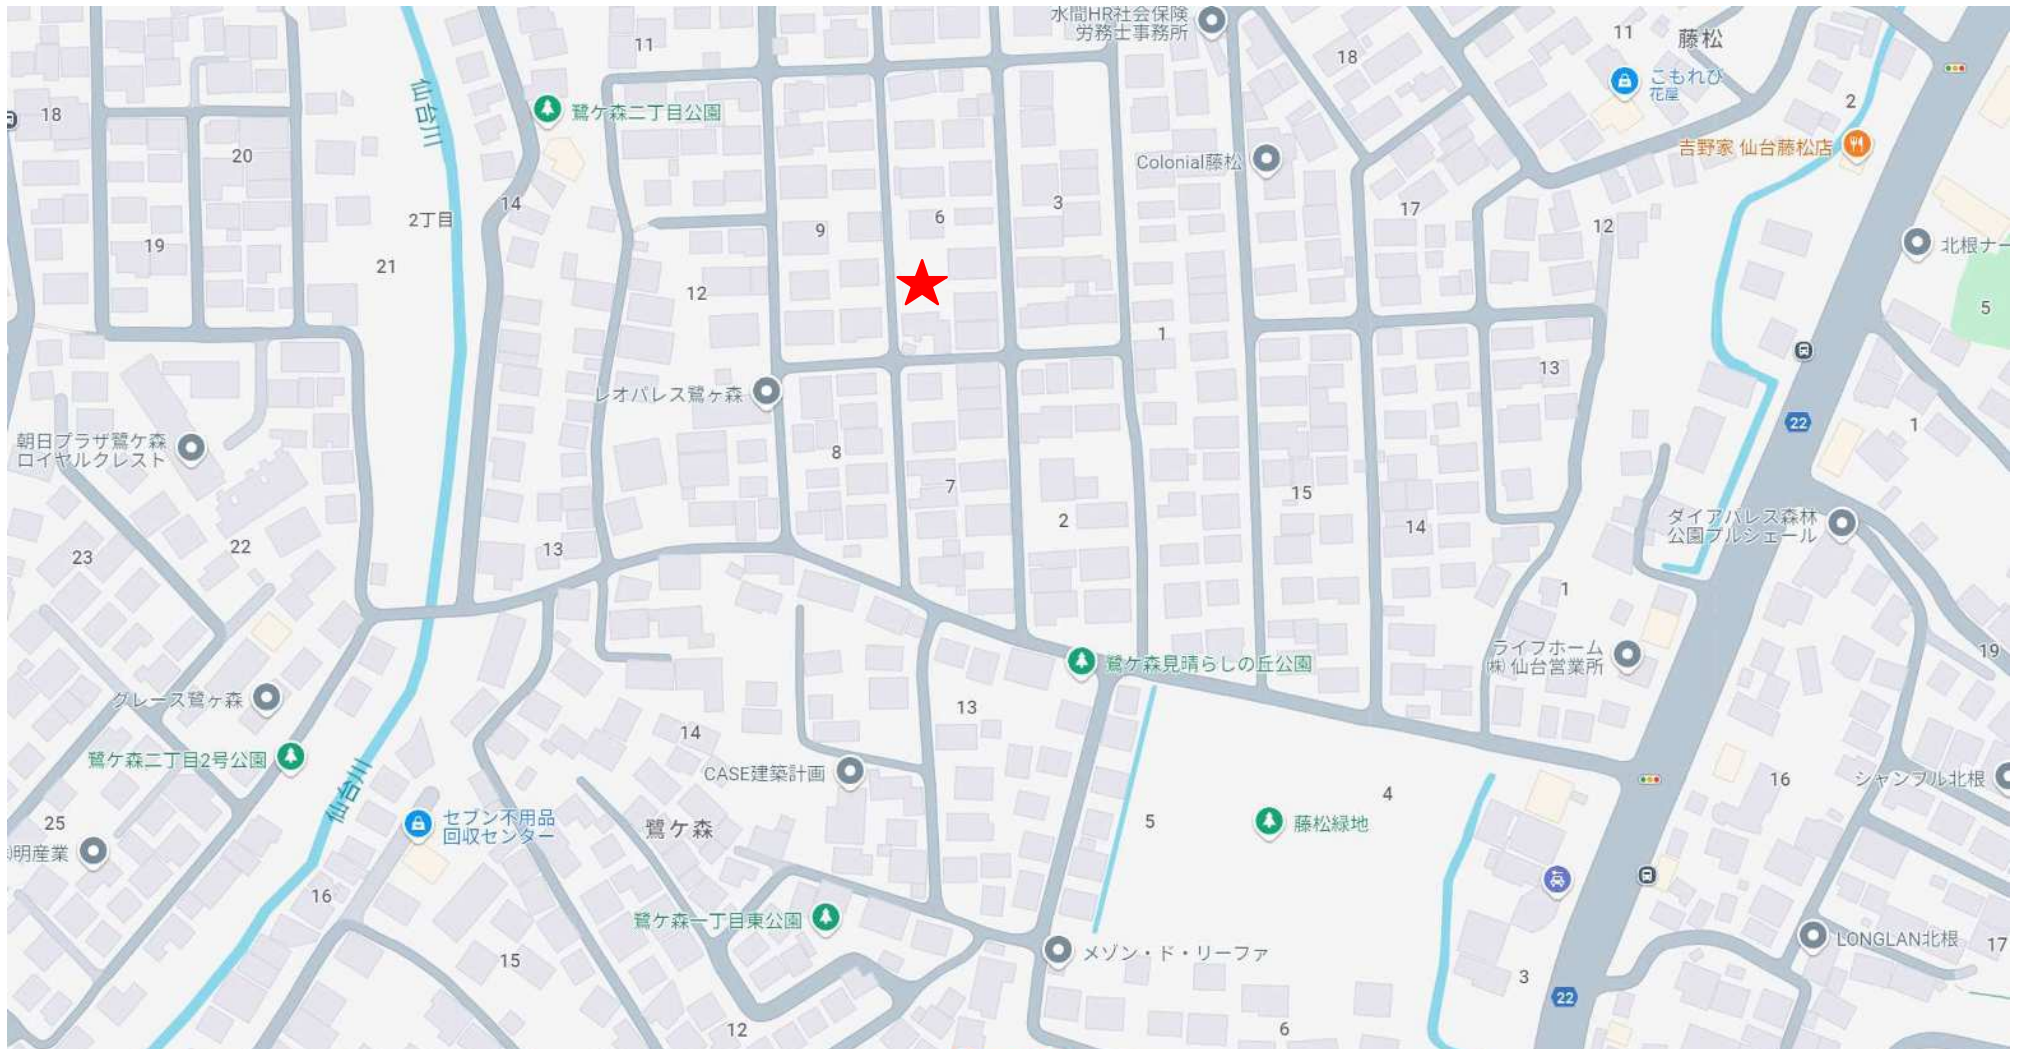 水間HR社会保険
労務士事務所
11
18
11
藤松
こもれび
花屋
2
18
仙台川
鷺ケ森二丁目公園
20
Colonial藤松
吉野家 仙台藤松店
14
3
17
2丁目
19
9
6
12
北根ナー
21
12
5
1
13
レオパレス鷺ヶ森
22
1
朝日プラザ鷺ケ森
ロイヤルクレスト
8
7
15
2
14
ダイアパレス森林
公園ブルシェール
23
22
13
1
ライフホーム
㈱ 仙台営業所
19
鷺ケ森見晴らしの丘公園
グレース鷺ヶ森
13
14
鷺ケ森二丁目2号公園
CASE建築計画
16
シャンブル北根
仙台川
4
セブン不用品
回収センター
鷺ケ森
5
藤松緑地
25
明産業
16
鷺ケ森一丁目東公園
15
メゾン・ド・リーファ
LONGLAN北根
17
3
22
12
6